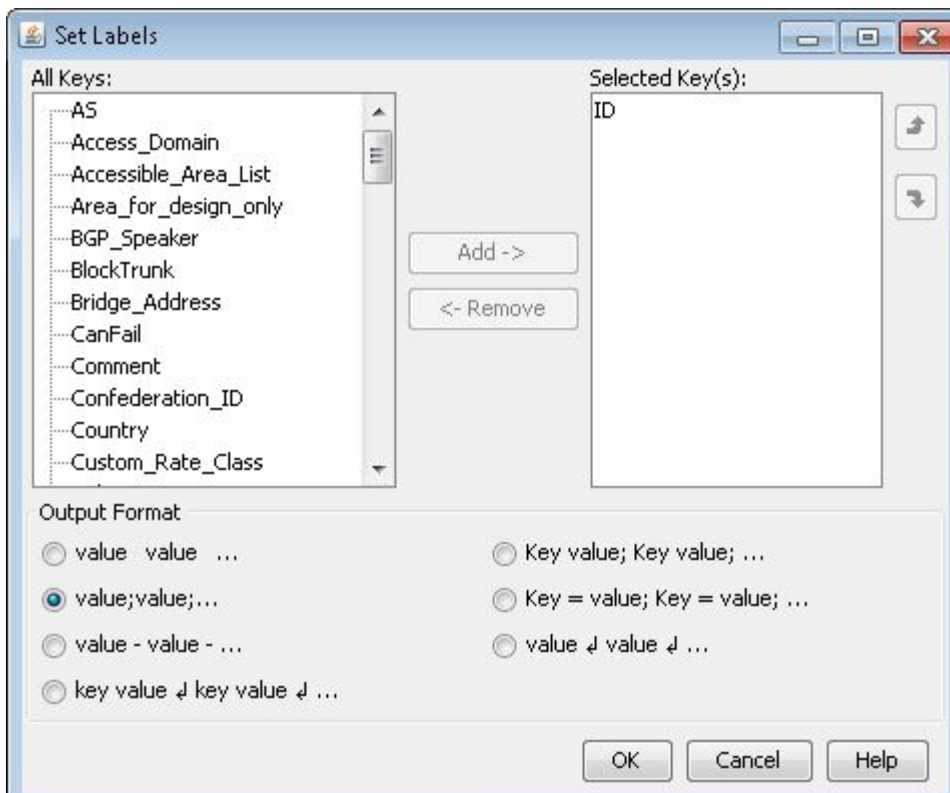 Set Labels
All Keys:
AS
Access_Domain
Accessible_Area_List
Area_for_design_only
BGP_Speaker
BlockTrunk
Bridge_Address
CanFail
Comment
Confederation_ID
Country
Custom_Rate_Class
Add ->
<- Remove
Selected Key(s):
ID
Output Format
value value ...
value;value;...
value - value - ...
key value ↲ key value ↲ ...
Key value; Key value; ...
Key = value; Key = value; ...
value ↲ value ↲ ...
OK
Cancel
Help